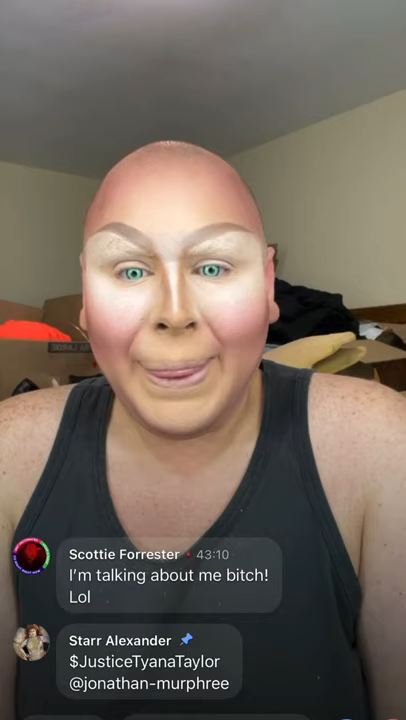 Scottie Forrester • 43:10
I'm talking about me bitch!
Lol
Starr Alexander 📌
$JusticeTyanaTaylor
@jonathan-murphree